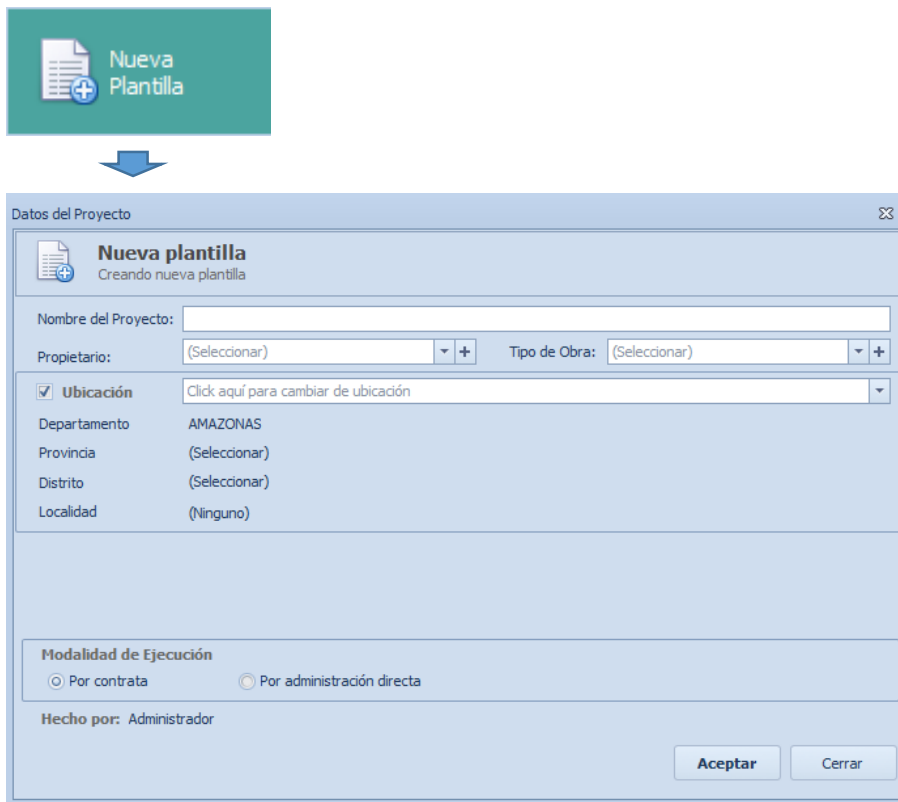 Nueva
Plantilla
Datos del Proyecto
Nueva plantilla
Creando nueva plantilla
Nombre del Proyecto:
Propietario: (Seleccionar) Tipo de Obra: (Seleccionar)
Ubicación Click aquí para cambiar de ubicación
Departamento AMAZONAS
Provincia (Seleccionar)
Distrito (Seleccionar)
Localidad (Ninguno)
Modalidad de Ejecución
Por contrata Por administración directa
Hecho por: Administrador
Aceptar Cerrar